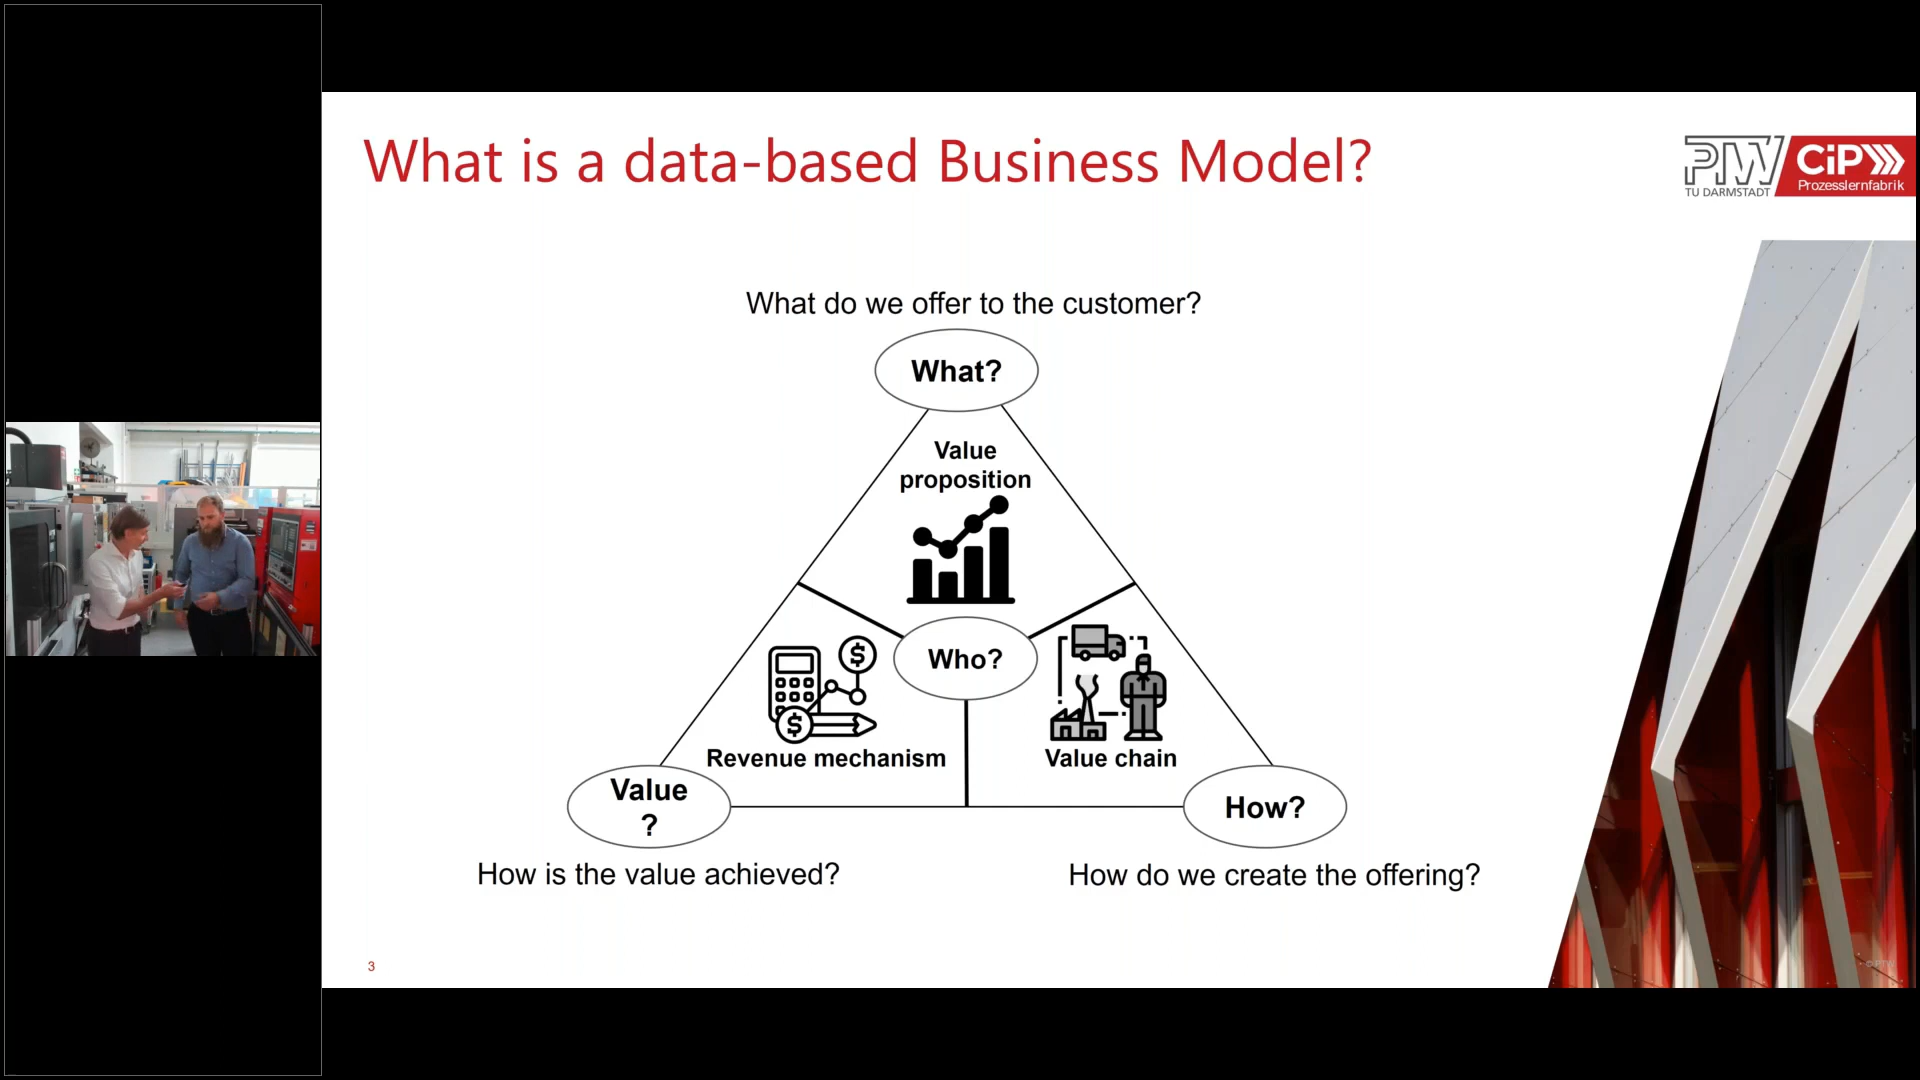 What is a data-based Business Model?
PTW
TU DARMSTADT
CiP
Prozesslernfabrik
What do we offer to the customer?
What?
Value
proposition
Who?
Revenue mechanism
Value chain
Value
?
How?
How is the value achieved?
How do we create the offering?
3
© PTW